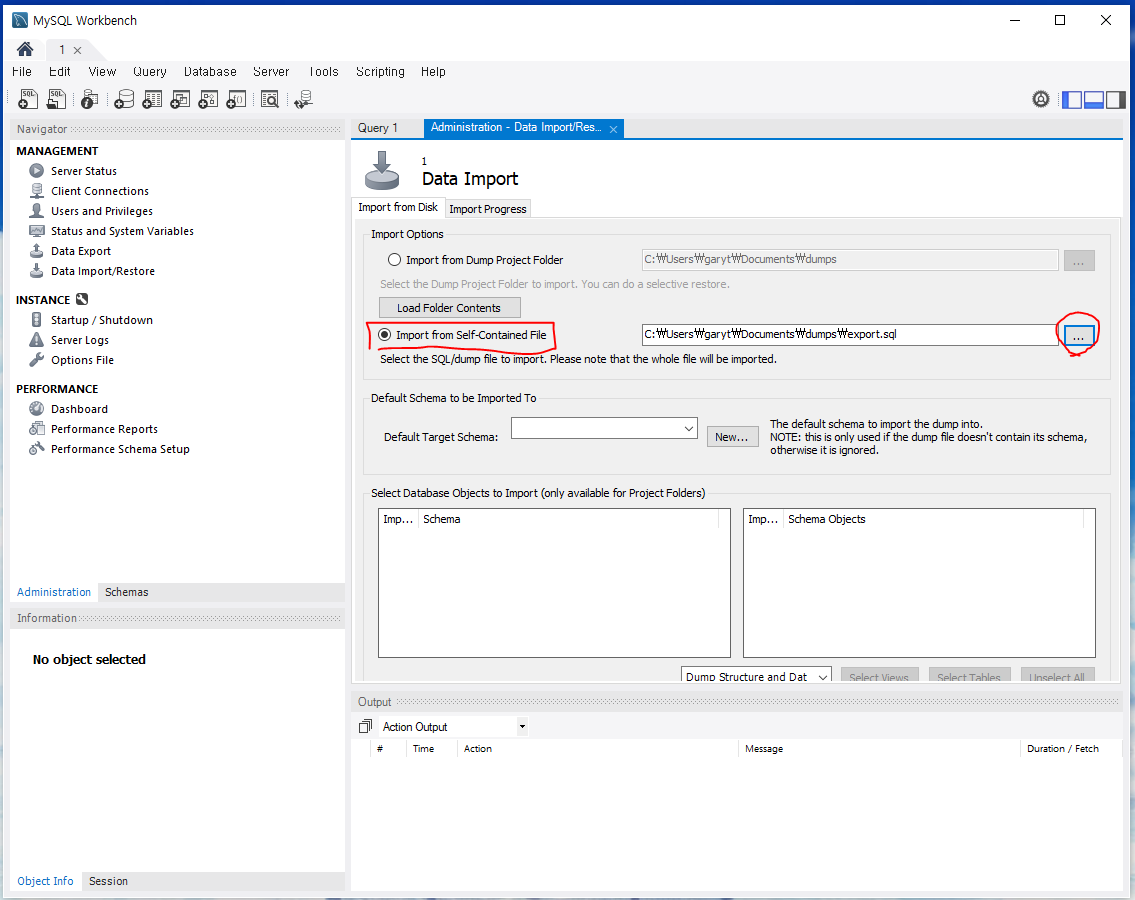 MySQL Workbench
1
File Edit View Query Database Server Tools Scripting Help
Navigator
MANAGEMENT
Server Status
Client Connections
Users and Privileges
Status and System Variables
Data Export
Data Import/Restore
INSTANCE
Startup / Shutdown
Server Logs
Options File
PERFORMANCE
Dashboard
Performance Reports
Performance Schema Setup
Administration Schemas
Information
No object selected
Object Info Session
Query 1 Administration - Data Import/Res...
1
Data Import
Import from Disk Import Progress
Import Options
Import from Dump Project Folder C:₩Users₩garyt₩Documents₩dumps ...
Select the Dump Project Folder to import. You can do a selective restore.
Load Folder Contents
Import from Self-Contained File C:₩Users₩garyt₩Documents₩dumps₩export.sql ...
Select the SQL/dump file to import. Please note that the whole file will be imported.
Default Schema to be Imported To
Default Target Schema: New...
The default schema to import the dump into.
NOTE: this is only used if the dump file doesn't contain its schema,
otherwise it is ignored.
Select Database Objects to Import (only available for Project Folders)
Imp... Schema Imp... Schema Objects
Dump Structure and Dat Select Views Select Tables Unselect All
Output
Action Output
# Time Action Message Duration / Fetch